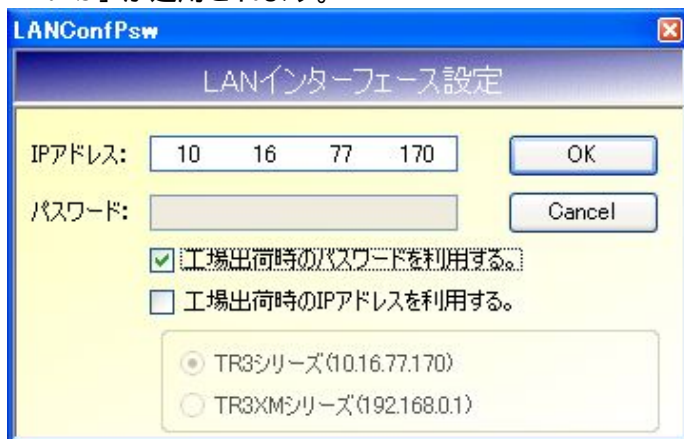 LANConfPsw
LANインターフェース設定
IPアドレス: 10 16 77 170 OK
パスワード: Cancel
工場出荷時のパスワードを利用する。
工場出荷時のIPアドレスを利用する。
TR3シリーズ(10.16.77.170)
TR3XMシリーズ(192.168.0.1)